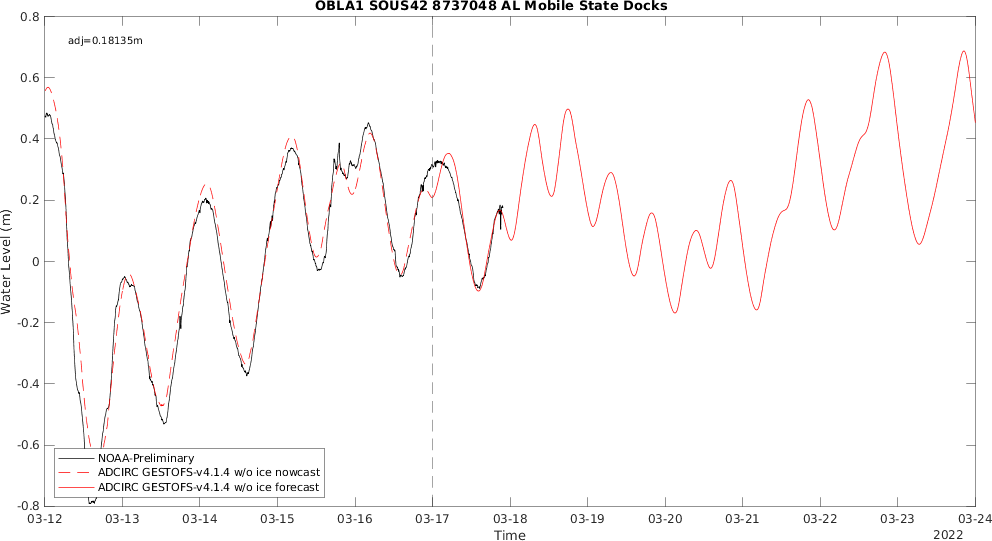 OBLA1 SOUS42 8737048 AL Mobile State Docks
adj=0.18135m
Water Level (m)
0.8
0.6
0.4
0.2
0
-0.2
-0.4
-0.6
-0.8
NOAA-Preliminary
ADCIRC GESTOFS-v4.1.4 w/o ice nowcast
ADCIRC GESTOFS-v4.1.4 w/o ice forecast
03-12 03-13 03-14 03-15 03-16 03-17 03-18 03-19 03-20 03-21 03-22 03-23 03-24
Time
2022